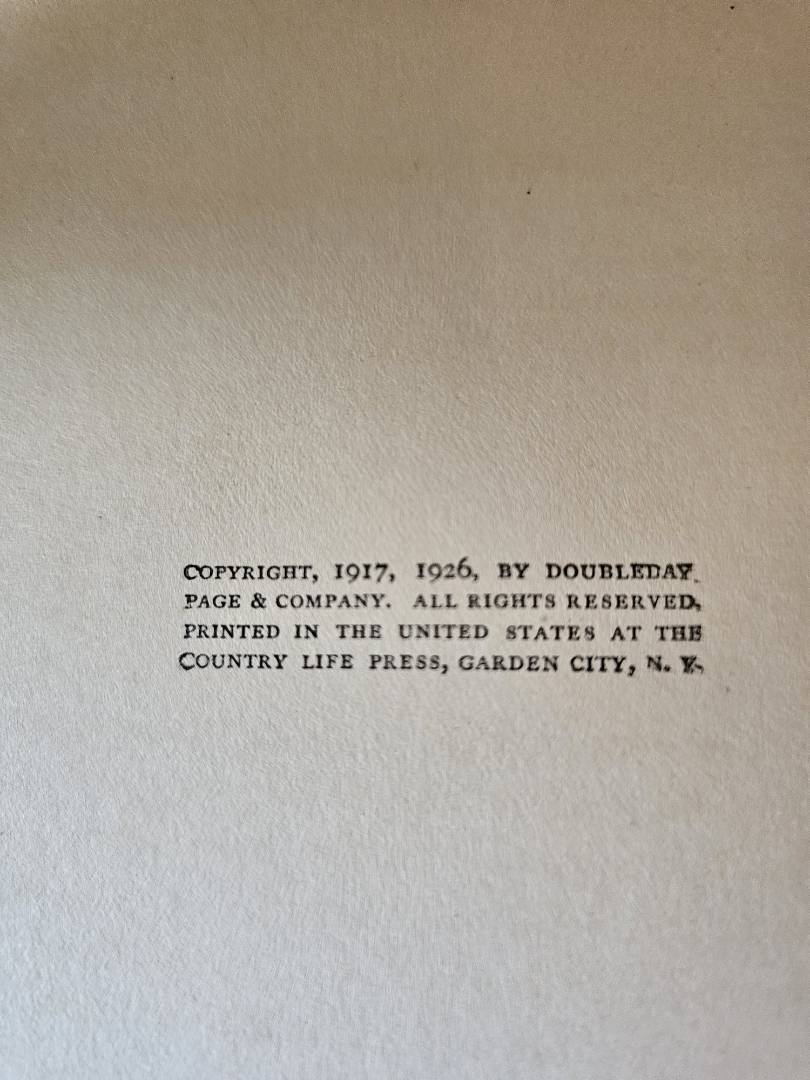 COPYRIGHT, 1917, 1926, BY DOUBLEDAY
PAGE & COMPANY. ALL RIGHTS RESERVED,
PRINTED IN THE UNITED STATES AT THE
COUNTRY LIFE PRESS, GARDEN CITY, N. Y.